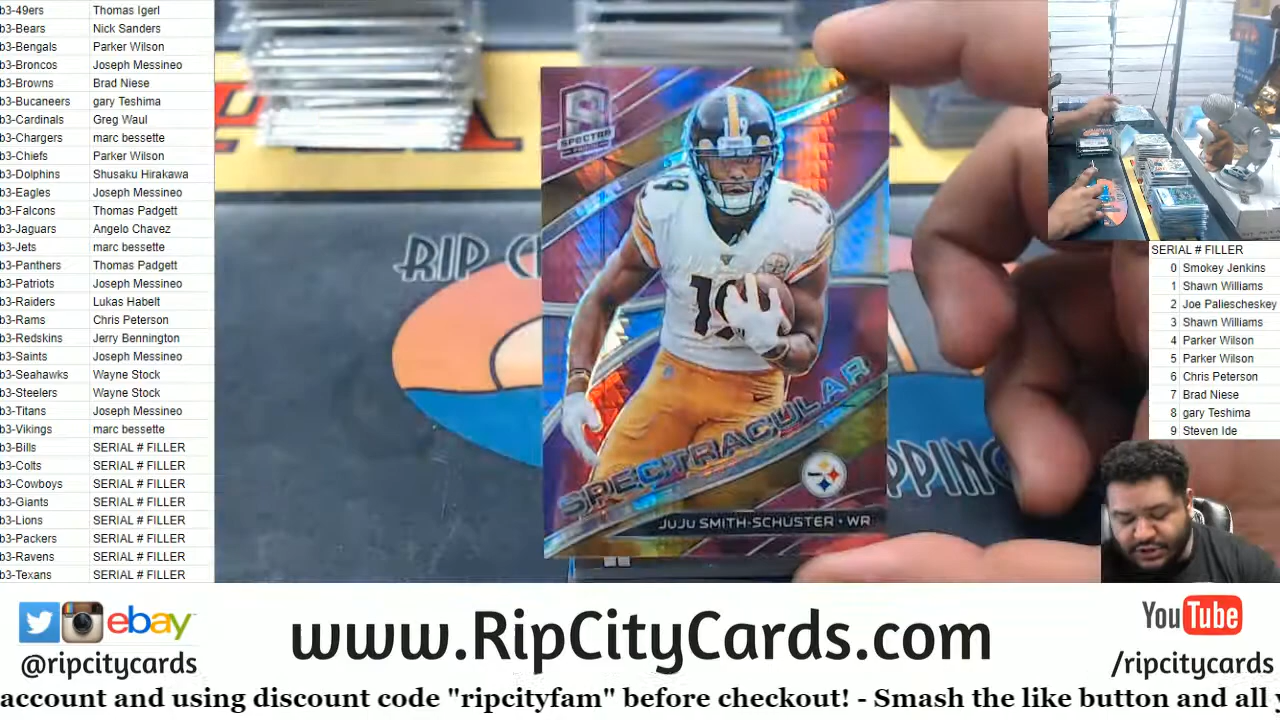 b3-49ers Thomas Igerl
b3-Bears Nick Sanders
b3-Bengals Parker Wilson
b3-Broncos Joseph Messineo
b3-Browns Brad Niese
b3-Bucaneers gary Teshima
b3-Cardinals Greg Waul
b3-Chargers marc bessette
b3-Chiefs Parker Wilson
b3-Dolphins Shusaku Hirakawa
b3-Eagles Joseph Messineo
b3-Falcons Thomas Padgett
b3-Jaguars Angelo Chavez
b3-Jets marc bessette
b3-Panthers Thomas Padgett
b3-Patriots Joseph Messineo
b3-Raiders Lukas Habelt
b3-Rams Chris Peterson
b3-Redskins Jerry Bennington
b3-Saints Joseph Messineo
b3-Seahawks Wayne Stock
b3-Steelers Wayne Stock
b3-Titans Joseph Messineo
b3-Vikings marc bessette
b3-Bills SERIAL # FILLER
b3-Colts SERIAL # FILLER
b3-Cowboys SERIAL # FILLER
b3-Giants SERIAL # FILLER
b3-Lions SERIAL # FILLER
b3-Packers SERIAL # FILLER
b3-Ravens SERIAL # FILLER
b3-Texans SERIAL # FILLER
S
SPECTRA
19
19
19
SPECTRACULAR
Steelers
JUJU SMITH-SCHUSTER • WR
RIP CI
PPING
SERIAL # FILLER
0 Smokey Jenkins
1 Shawn Williams
2 Joe Paliescheskey
3 Shawn Williams
4 Parker Wilson
5 Parker Wilson
6 Chris Peterson
7 Brad Niese
8 gary Teshima
9 Steven Ide
ebay
@ripcitycards
www.RipCityCards.com
YouTube
/ripcitycards
account and using discount code "ripcityfam" before checkout! - Smash the like button and all y